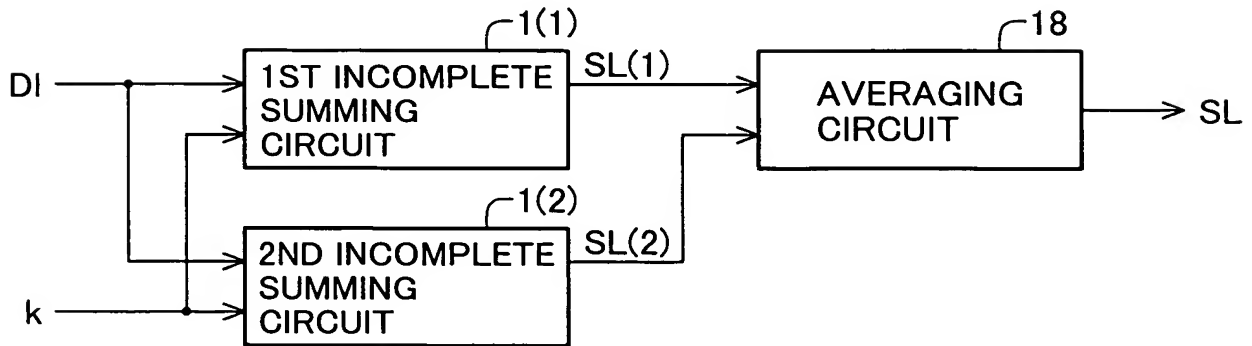 1(1)
18
DI
1ST INCOMPLETE
SUMMING
CIRCUIT
SL(1)
AVERAGING
CIRCUIT
SL
1(2)
k
2ND INCOMPLETE
SUMMING
CIRCUIT
SL(2)